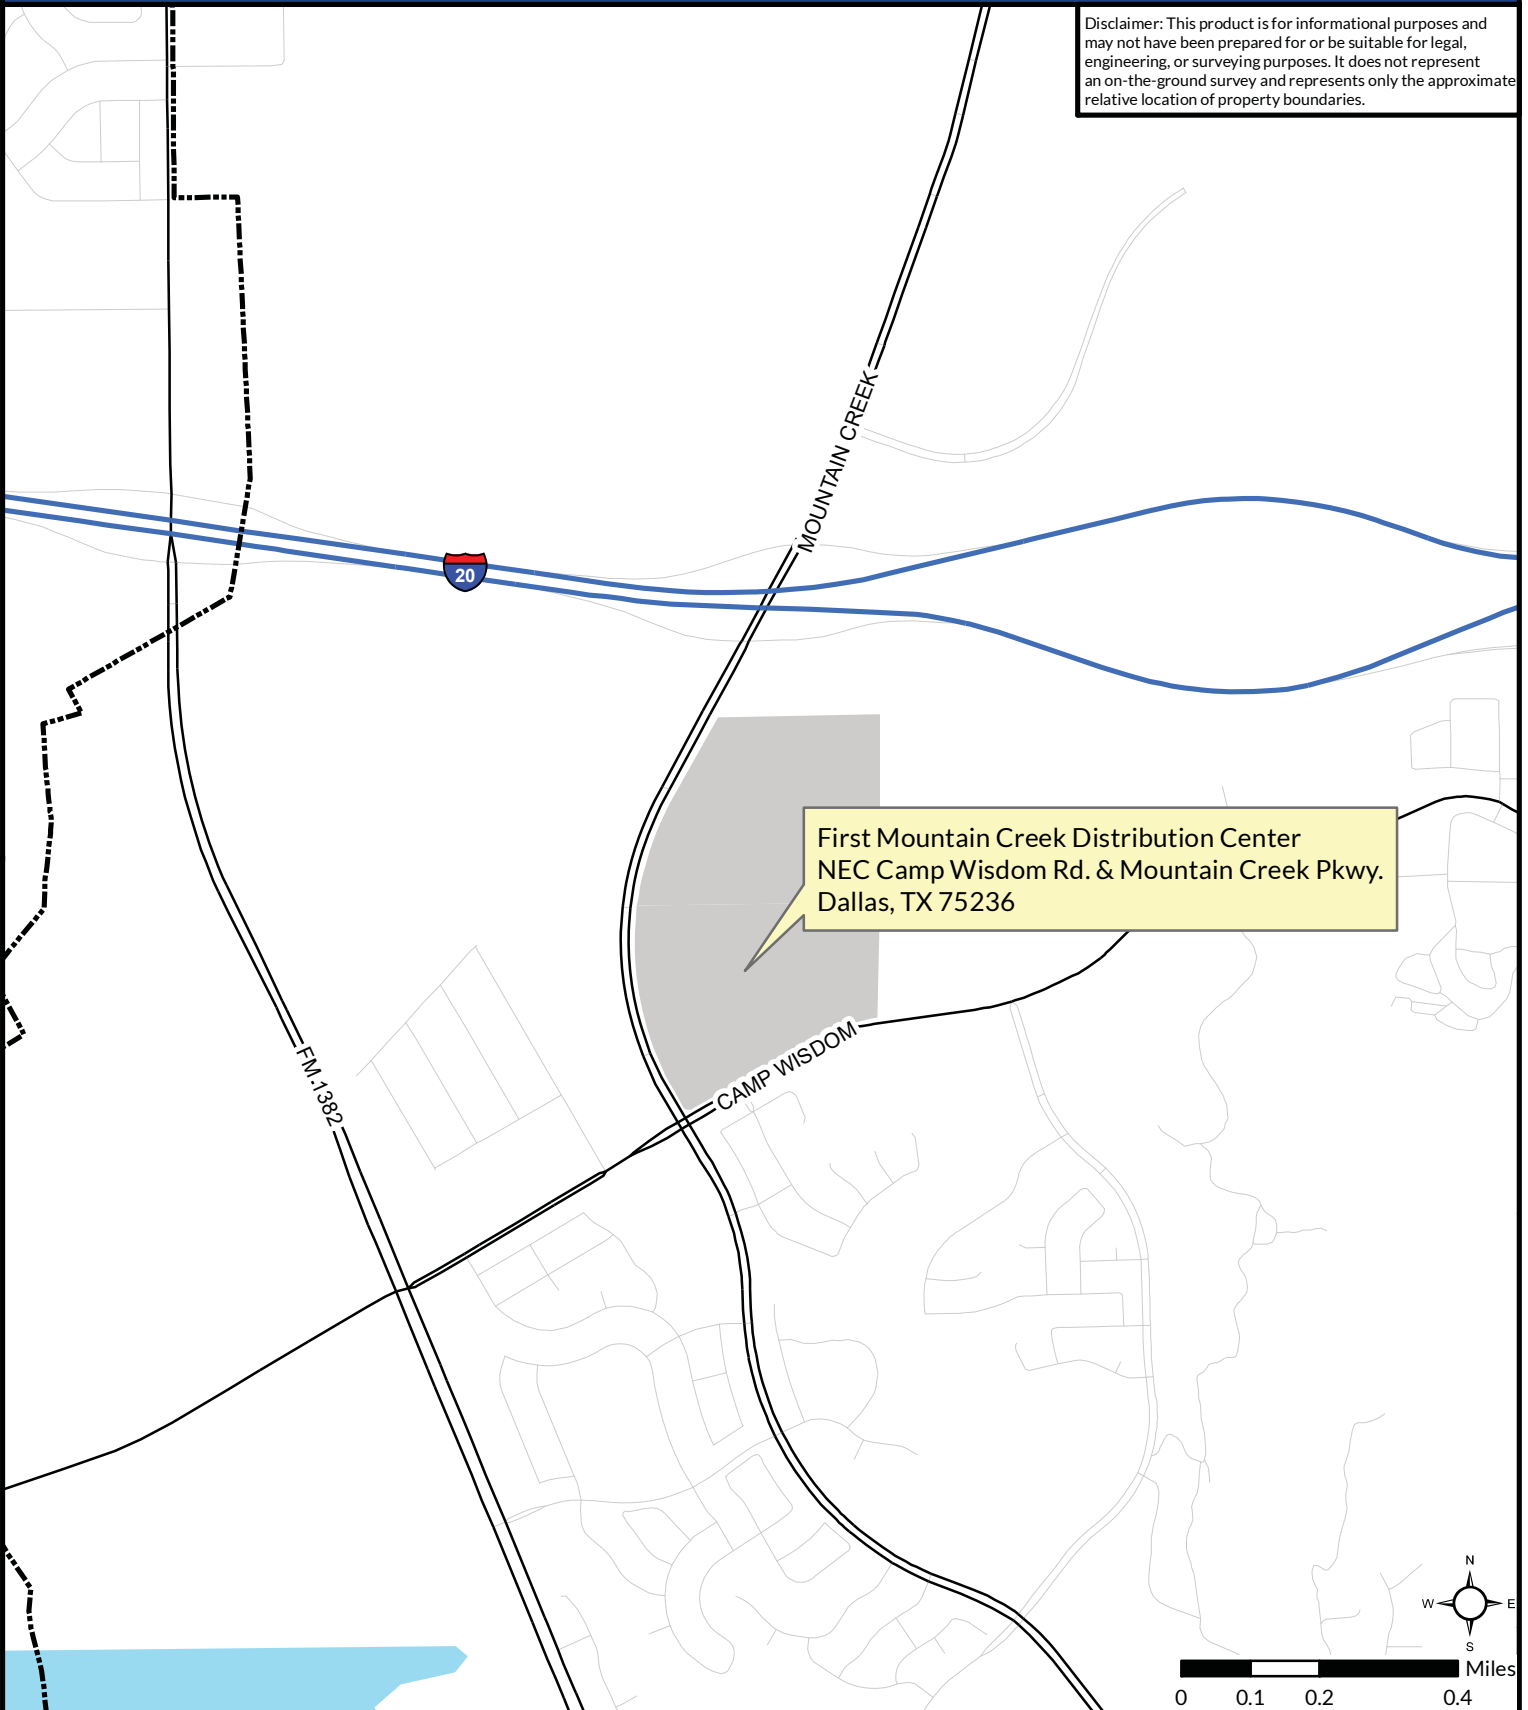 Disclaimer: This product is for informational purposes and
may not have been prepared for or be suitable for legal,
engineering, or surveying purposes. It does not represent
an on-the-ground survey and represents only the approximate
relative location of property boundaries.
MOUNTAIN CREEK
20
First Mountain Creek Distribution Center
NEC Camp Wisdom Rd. & Mountain Creek Pkwy.
Dallas, TX 75236
CAMP WISDOM
FM.1382
N
W E
S
Miles
0 0.1 0.2 0.4